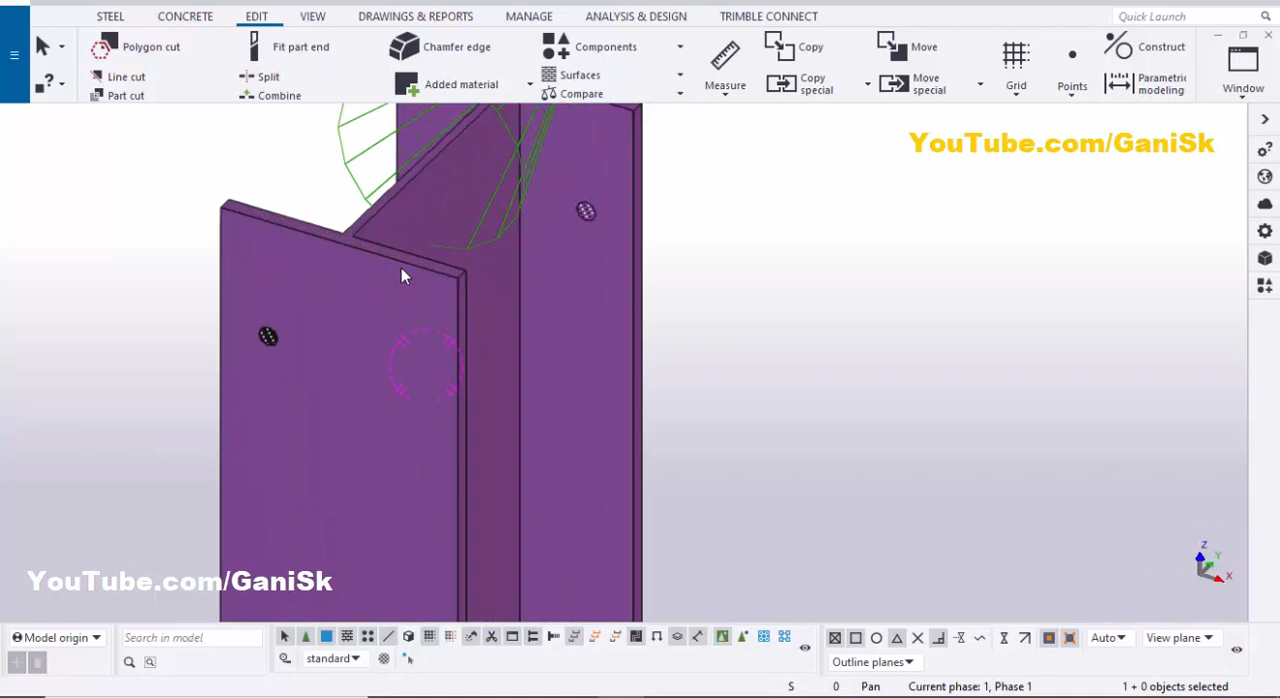 STEEL CONCRETE EDIT VIEW DRAWINGS & REPORTS MANAGE ANALYSIS & DESIGN TRIMBLE CONNECT Quick Launch
Polygon cut Fit part end Chamfer edge Components Copy Move Construct
Line cut Split Added material Surfaces Measure Copy special Move special Grid Points Parametric modeling Window
Part cut Combine Compare
YouTube.com/GaniSk
Z
Y
X
YouTube.com/GaniSk
Model origin Search in model Auto View plane
standard Outline planes
S 0 Pan Current phase: 1, Phase 1 1 + 0 objects selected